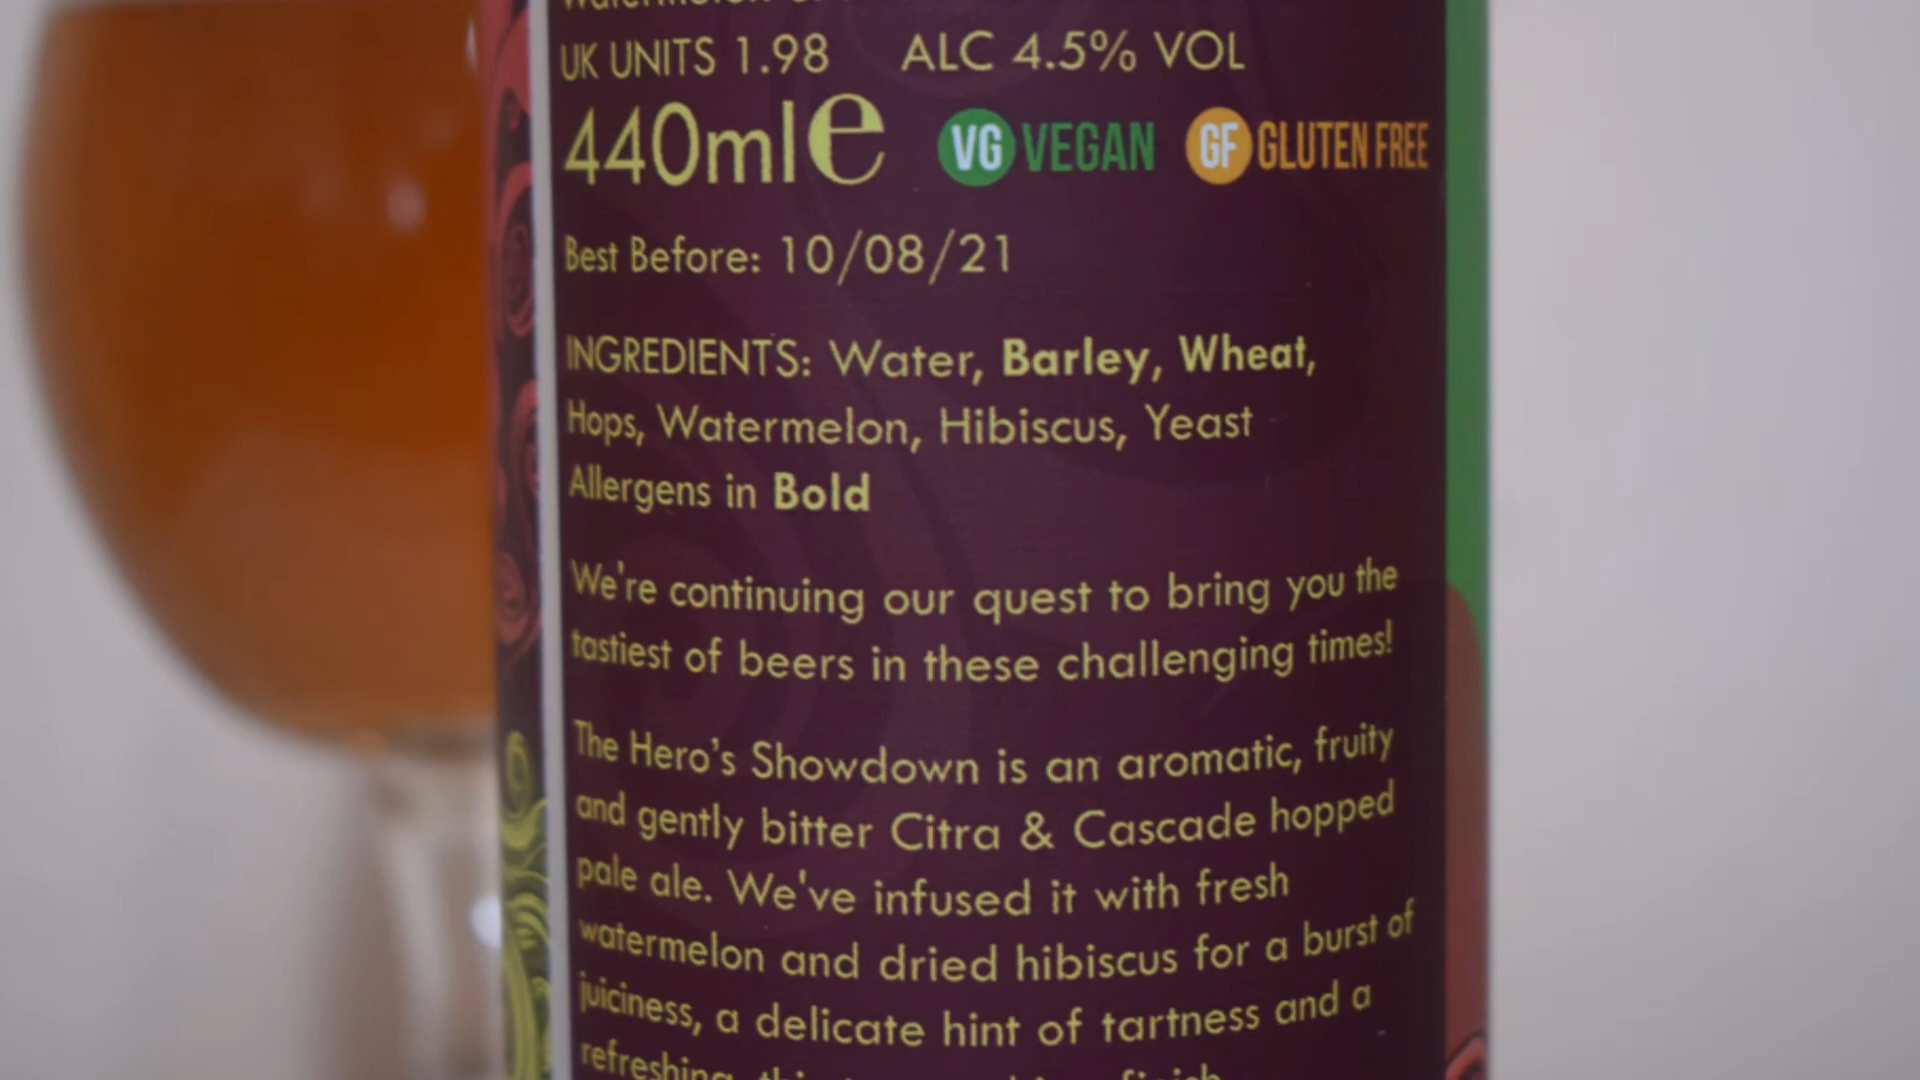 Watermelon
UK UNITS 1.98 ALC 4.5% VOL
440ml e VG VEGAN GF GLUTEN FREE
Best Before: 10/08/21
INGREDIENTS: Water, Barley, Wheat,
Hops, Watermelon, Hibiscus, Yeast
Allergens in Bold
We're continuing our quest to bring you the
tastiest of beers in these challenging times!
The Hero's Showdown is an aromatic, fruity
and gently bitter Citra & Cascade hopped
pale ale. We've infused it with fresh
watermelon and dried hibiscus for a burst of
juiciness, a delicate hint of tartness and a
refreshing, finish